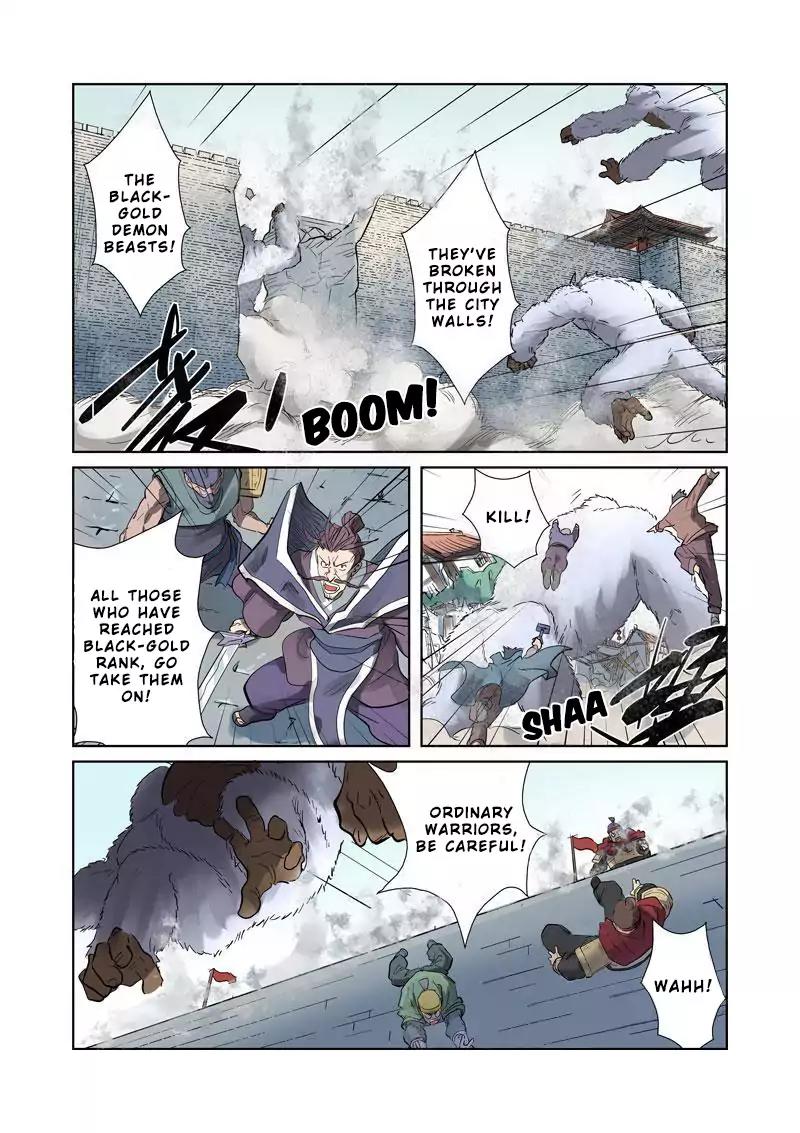 THE
BLACK-
GOLD
DEMON
BEASTS!
THEY'VE
BROKEN
THROUGH
THE CITY
WALLS!
BOOM!
ALL THOSE
WHO HAVE
REACHED
BLACK-GOLD
RANK, GO
TAKE THEM
ON!
KILL!
SHAA
ORDINARY
WARRIORS,
BE CAREFUL!
WAHH!